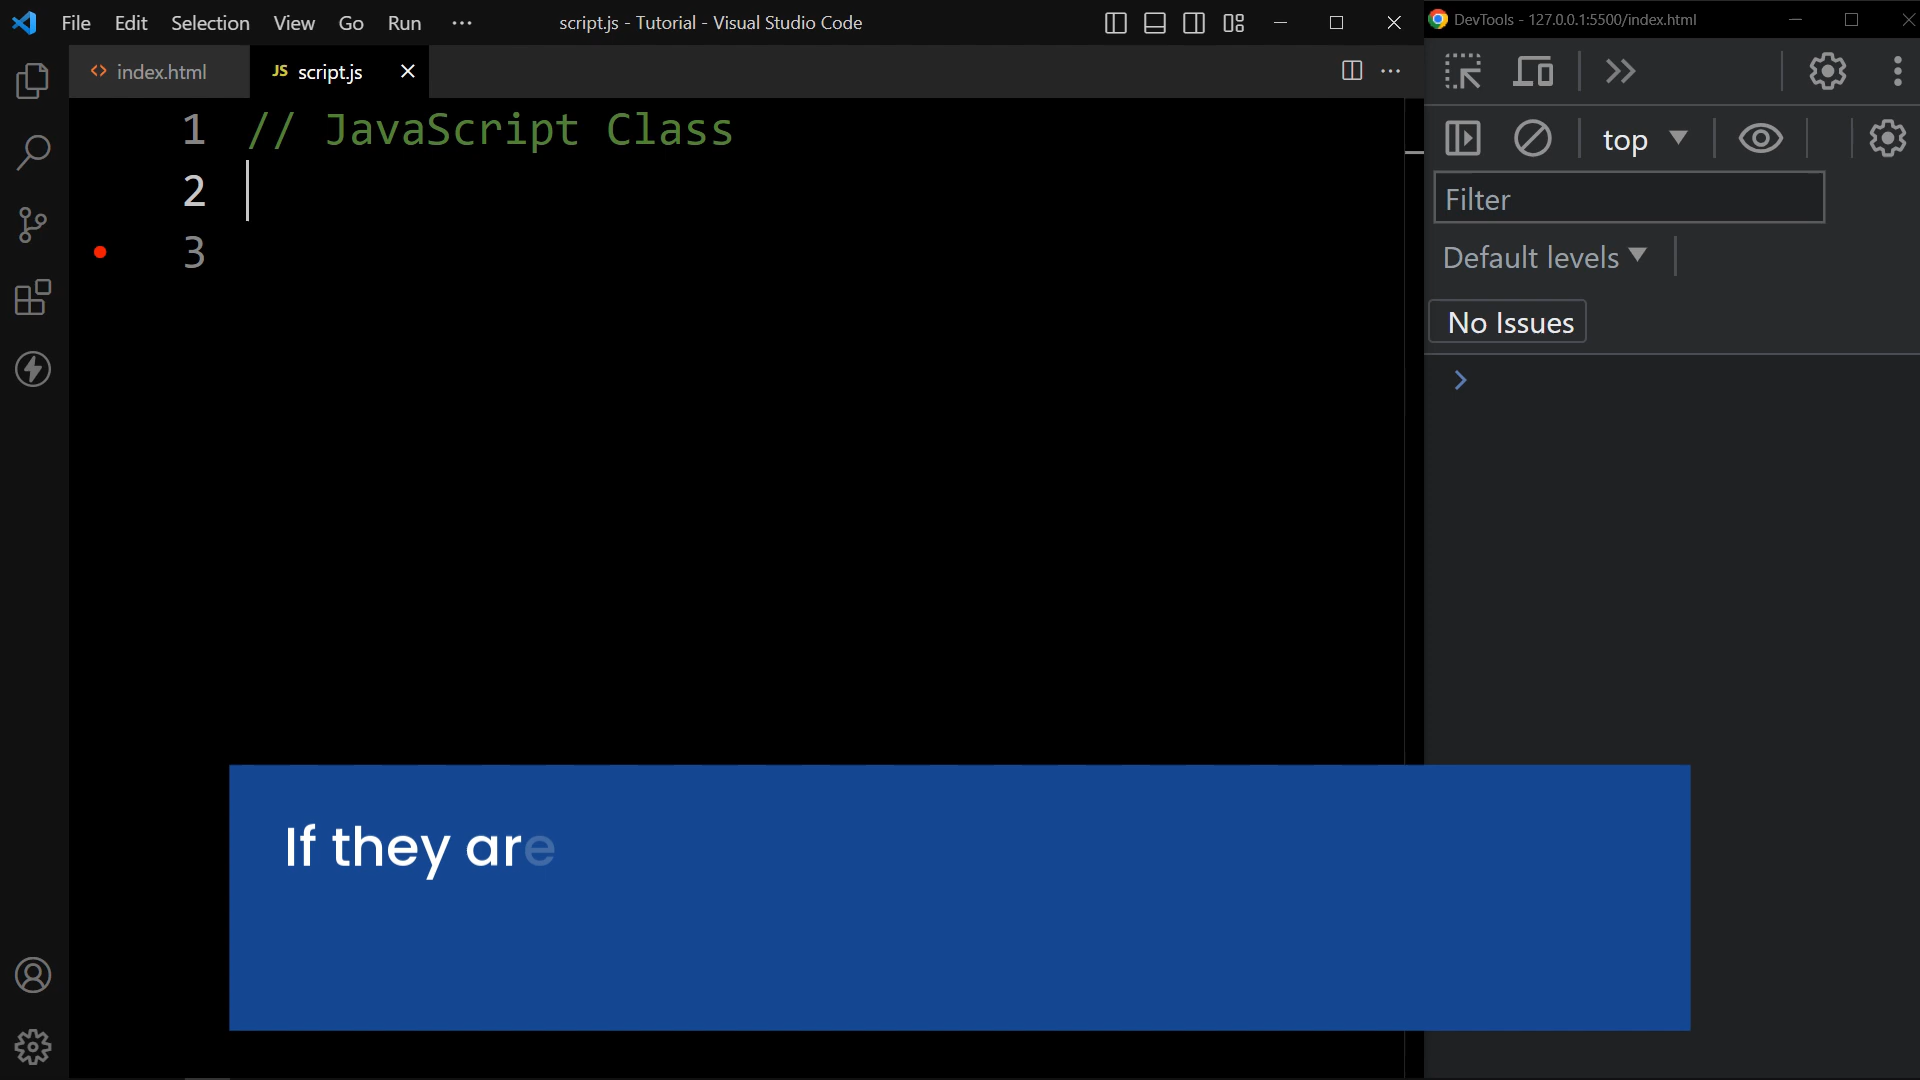 File Edit Selection View Go Run ··· script.js - Tutorial - Visual Studio Code
DevTools - 127.0.0.1:5500/index.html
<> index.html JS script.js
1 // JavaScript Class
2
3
top
Filter
Default levels
No Issues
If they are